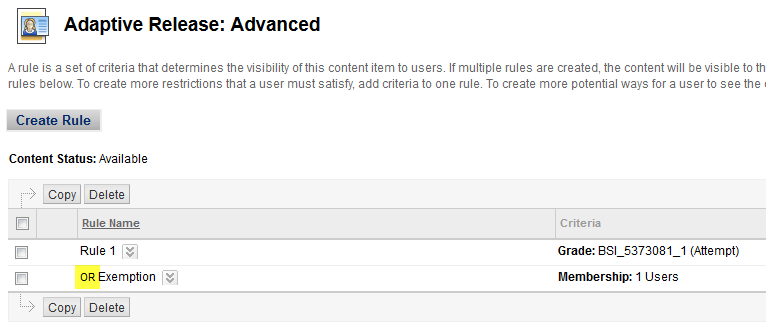 Adaptive Release: Advanced
A rule is a set of criteria that determines the visibility of this content item to users. If multiple rules are created, the content will be visible to th
rules below. To create more restrictions that a user must satisfy, add criteria to one rule. To create more potential ways for a user to see the
Create Rule
Content Status: Available
Copy Delete
Rule Name Criteria
Rule 1 Grade: BSI_5373081_1 (Attempt)
OR Exemption Membership: 1 Users
Copy Delete